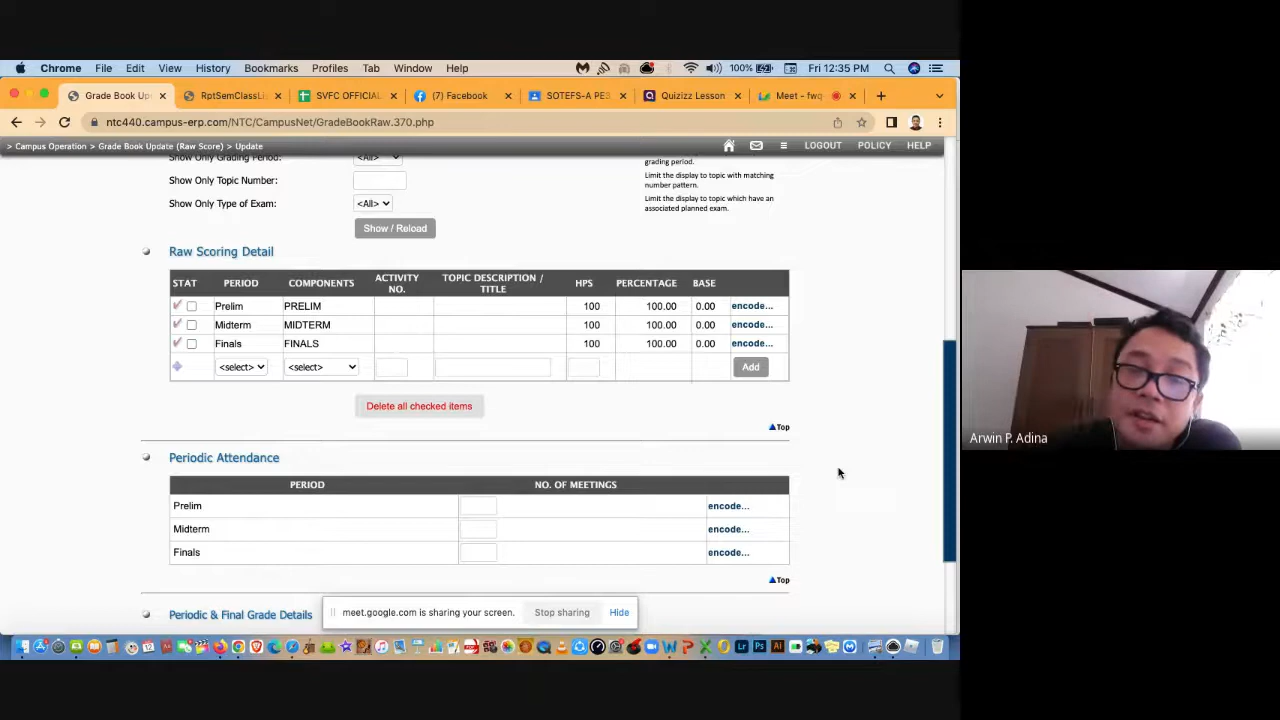 Chrome File Edit View History Bookmarks Profiles Tab Window Help 100% Fri 12:35 PM
Grade Book Up RptSemClassLi SVFC OFFICIAL (7) Facebook SOTEFS-A PES Quizizz Lesson Meet - fwq
ntc440.campus-erp.com/NTC/CampusNet/GradeBookRaw.370.php
> Campus Operation > Grade Book Update (Raw Score) > Update LOGOUT POLICY HELP
Show Only Grading Period: <All> grading period.
Show Only Topic Number: Limit the display to topic with matching
number pattern.
Show Only Type of Exam: <All> Limit the display to topic which have an
associated planned exam.
Show / Reload
Raw Scoring Detail
STAT PERIOD COMPONENTS ACTIVITY NO. TOPIC DESCRIPTION / TITLE HPS PERCENTAGE BASE
Prelim PRELIM 100 100.00 0.00 encode...
Midterm MIDTERM 100 100.00 0.00 encode...
Finals FINALS 100 100.00 0.00 encode...
<select> <select> Add
Delete all checked items
Top
Periodic Attendance
PERIOD NO. OF MEETINGS
Prelim encode...
Midterm encode...
Finals encode...
Top
Periodic & Final Grade Details
meet.google.com is sharing your screen. Stop sharing Hide
Arwin P. Adina